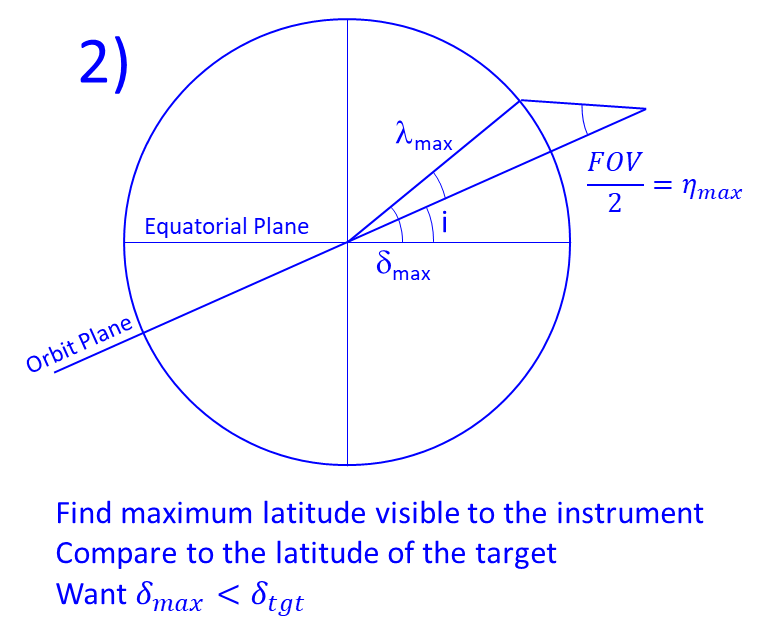 2)
λmax
FOV/2 = ηmax
Equatorial Plane
i
δmax
Orbit Plane
Find maximum latitude visible to the instrument
Compare to the latitude of the target
Want δmax < δtgt